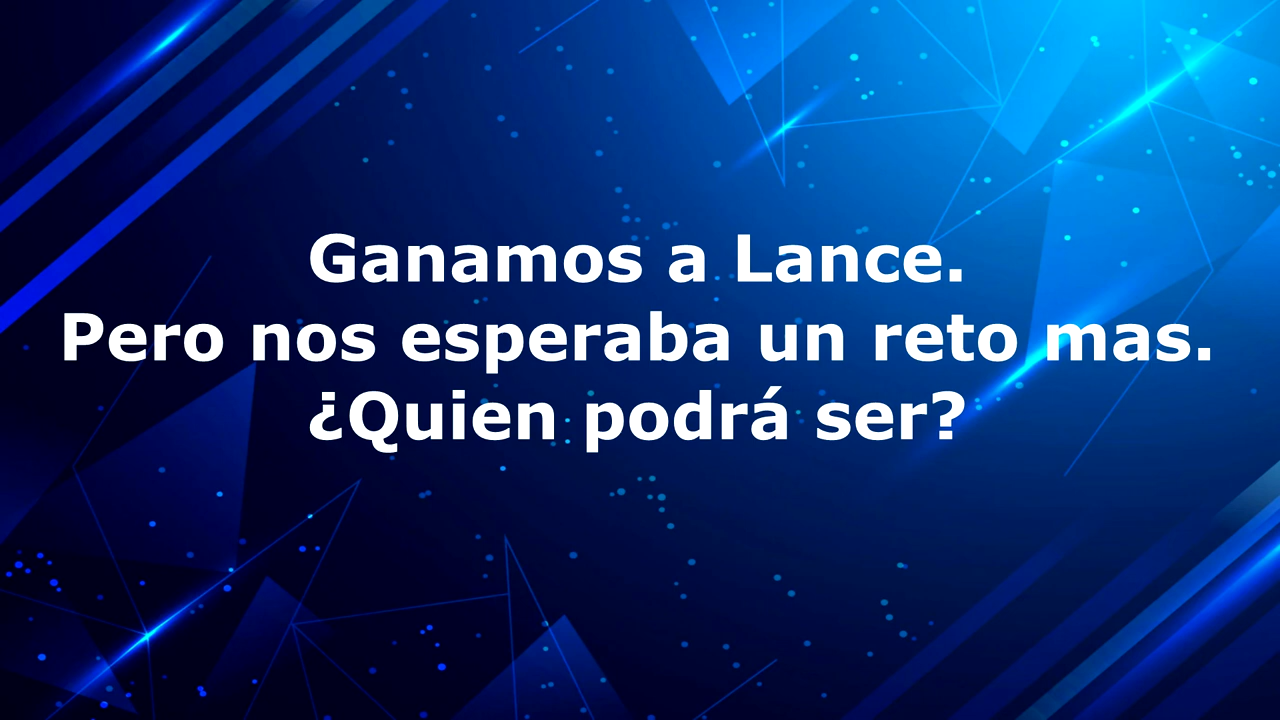 Ganamos a Lance.
Pero nos esperaba un reto mas.
¿Quien podrá ser?